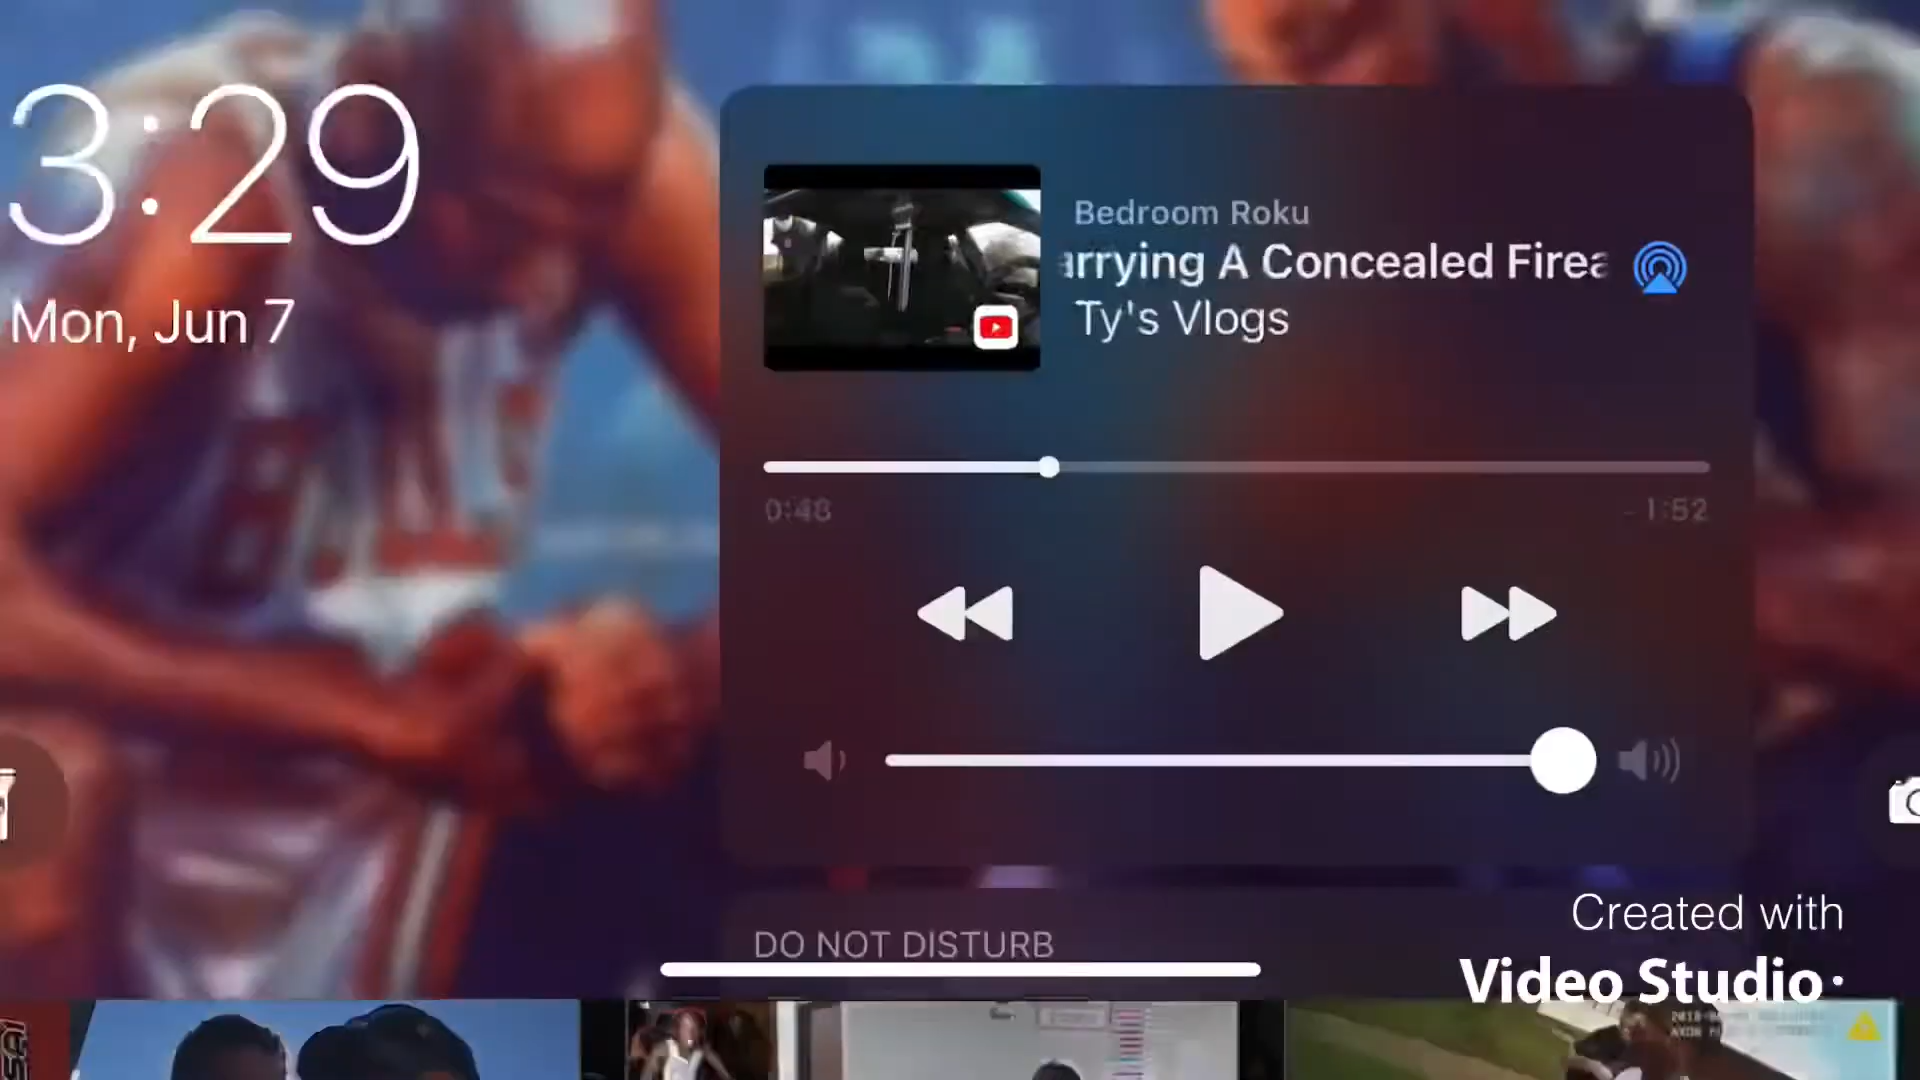 3:29
Mon, Jun 7
Bedroom Roku
arrying A Concealed Firea
Ty's Vlogs
0:48
- 1:52
DO NOT DISTURB
Created with
Video Studio